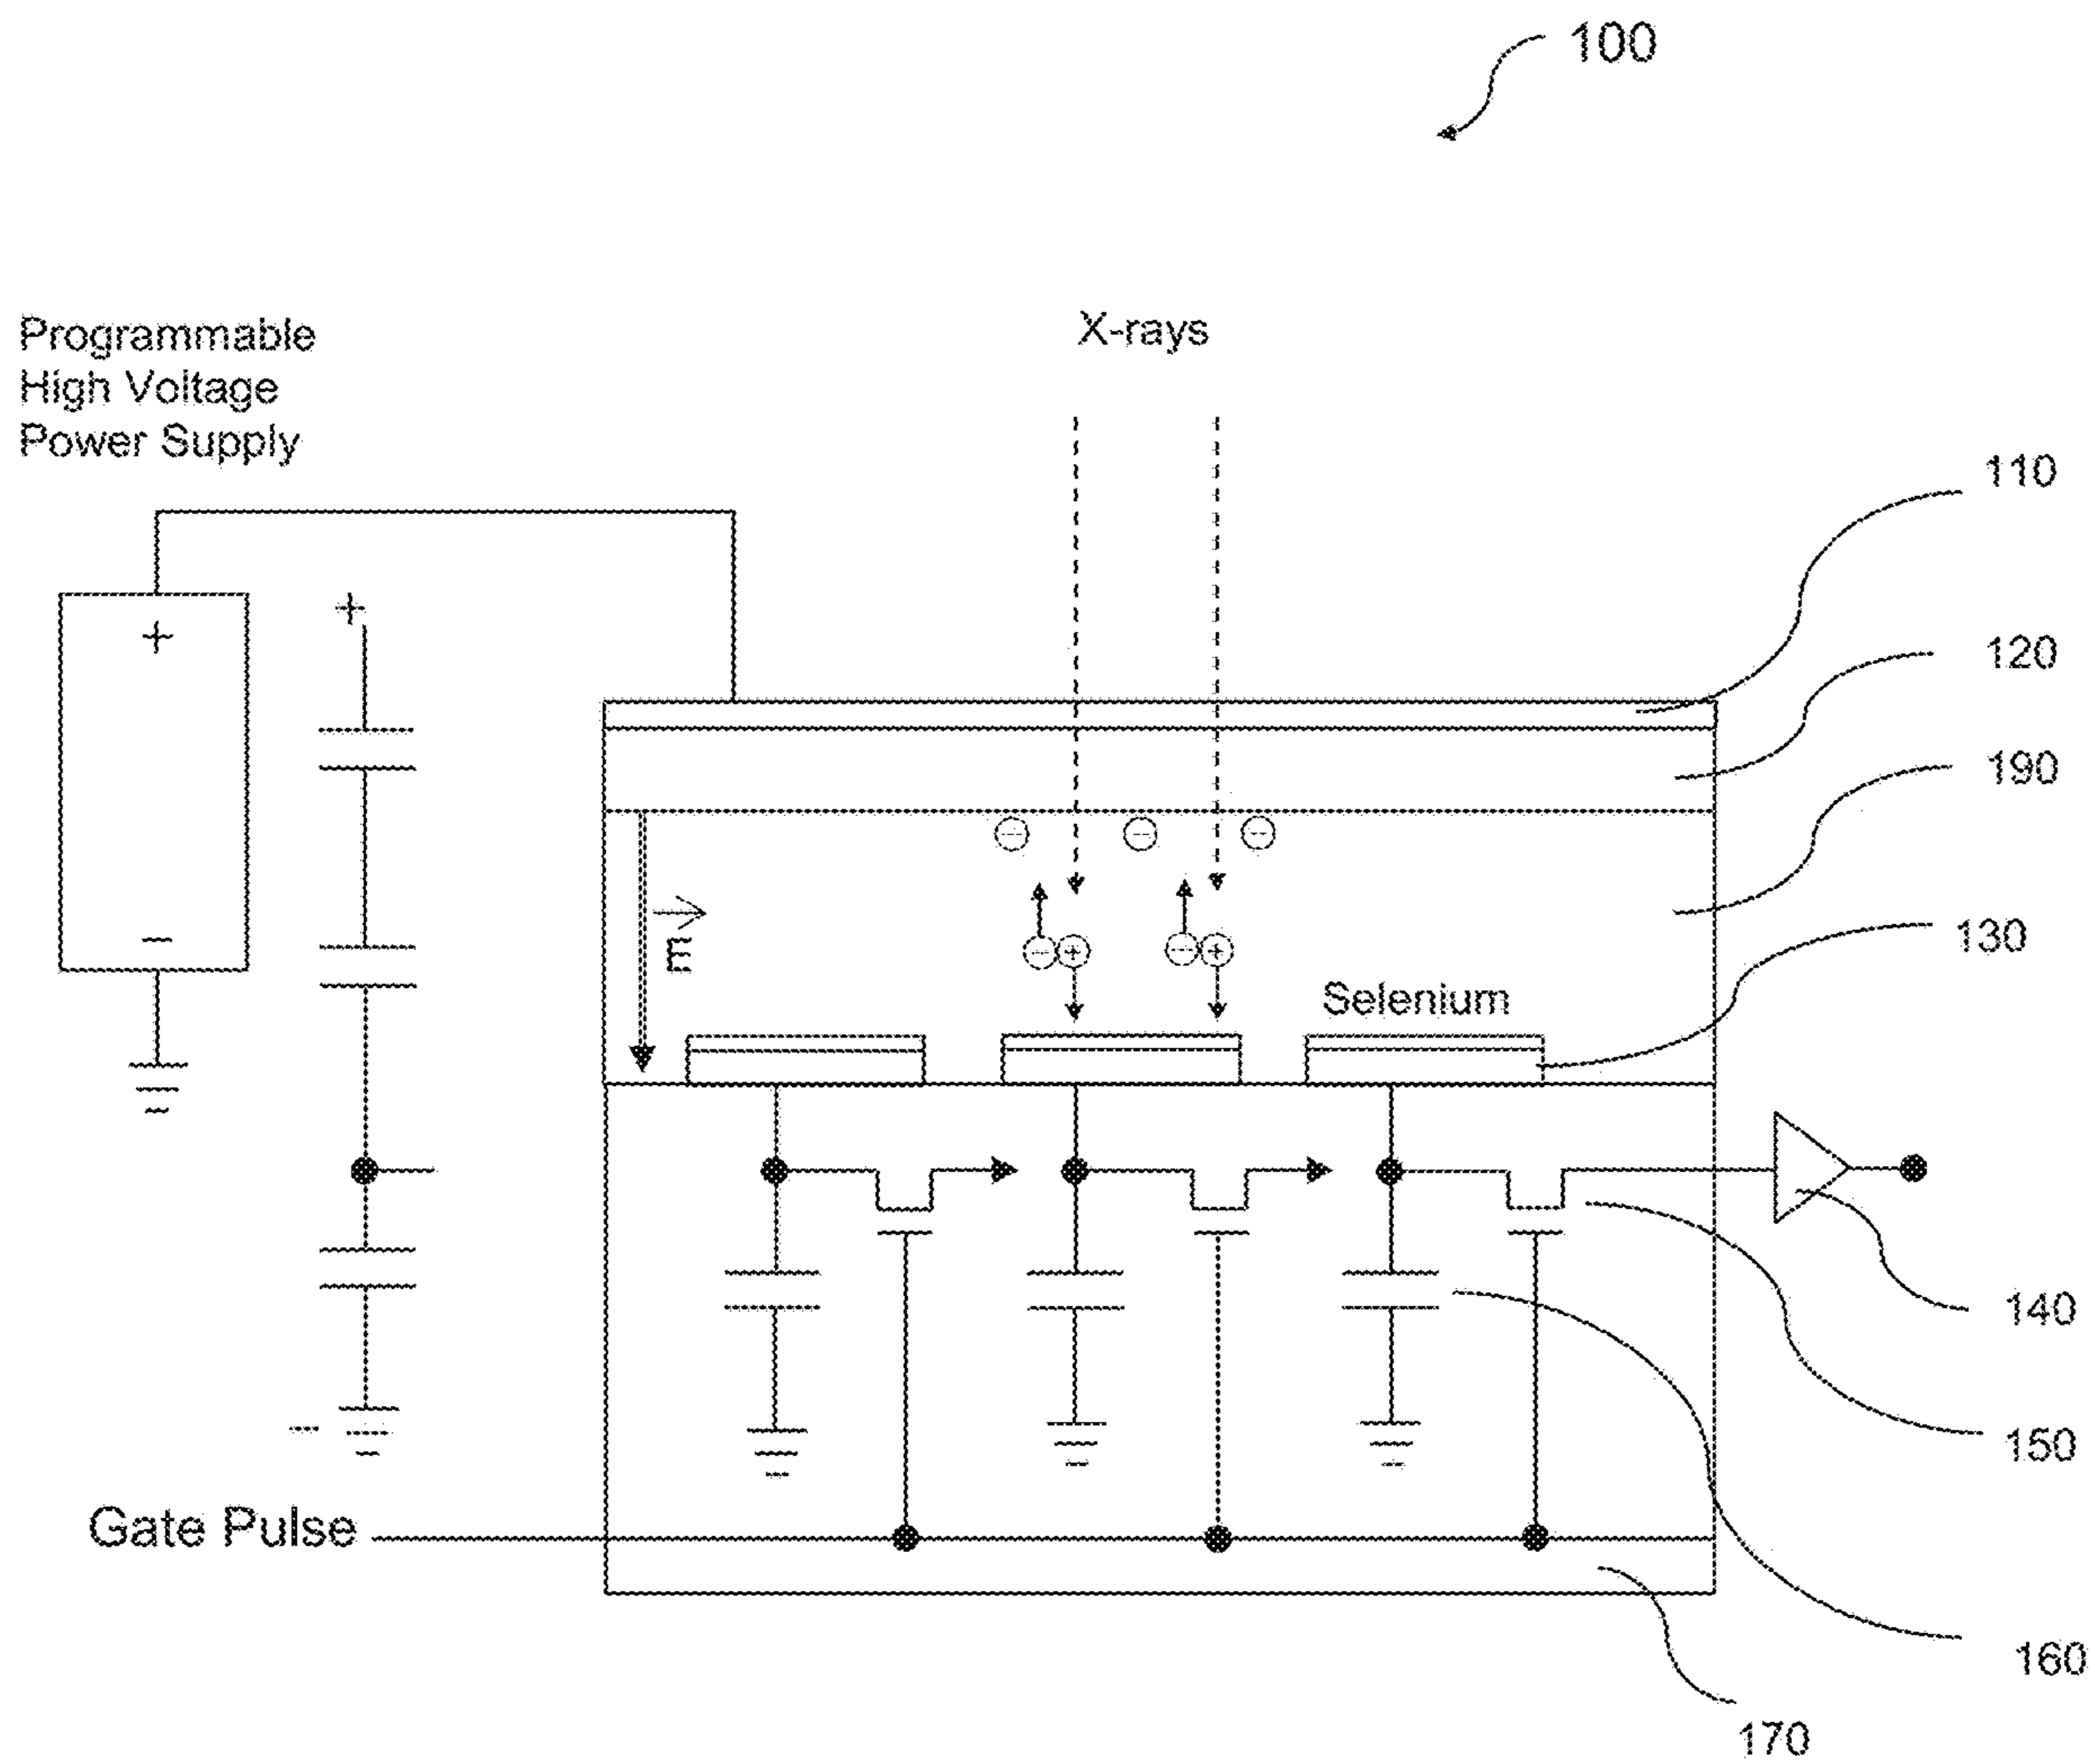 100
Programmable
High Voltage
Power Supply
X-rays
110
120
190
130
+
+
−
E
Selenium
140
150
−
Gate Pulse
160
170